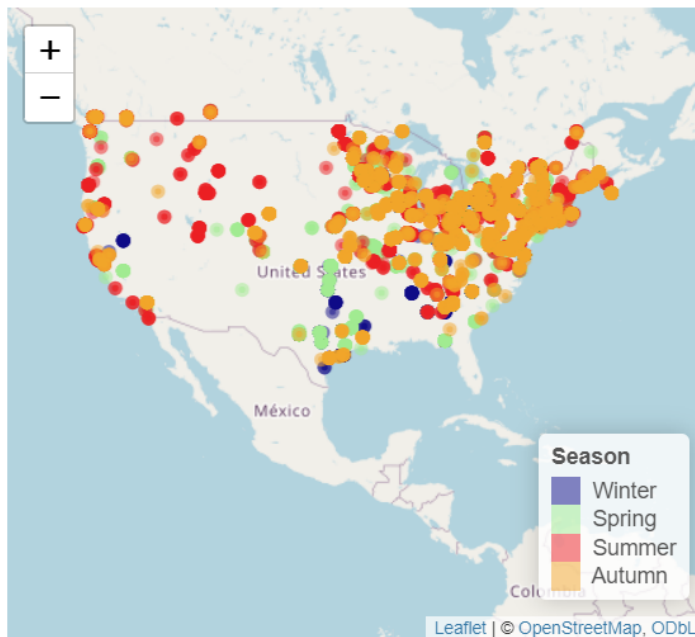 +
−
United States
México
Season
Winter
Spring
Summer
Autumn
Colombia
Leaflet | © OpenStreetMap, ODbL